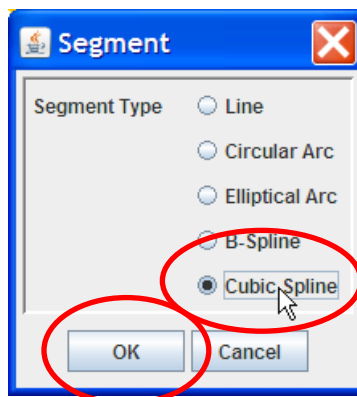 Segment
Segment Type
Line
Circular Arc
Elliptical Arc
B-Spline
Cubic Spline
OK
Cancel